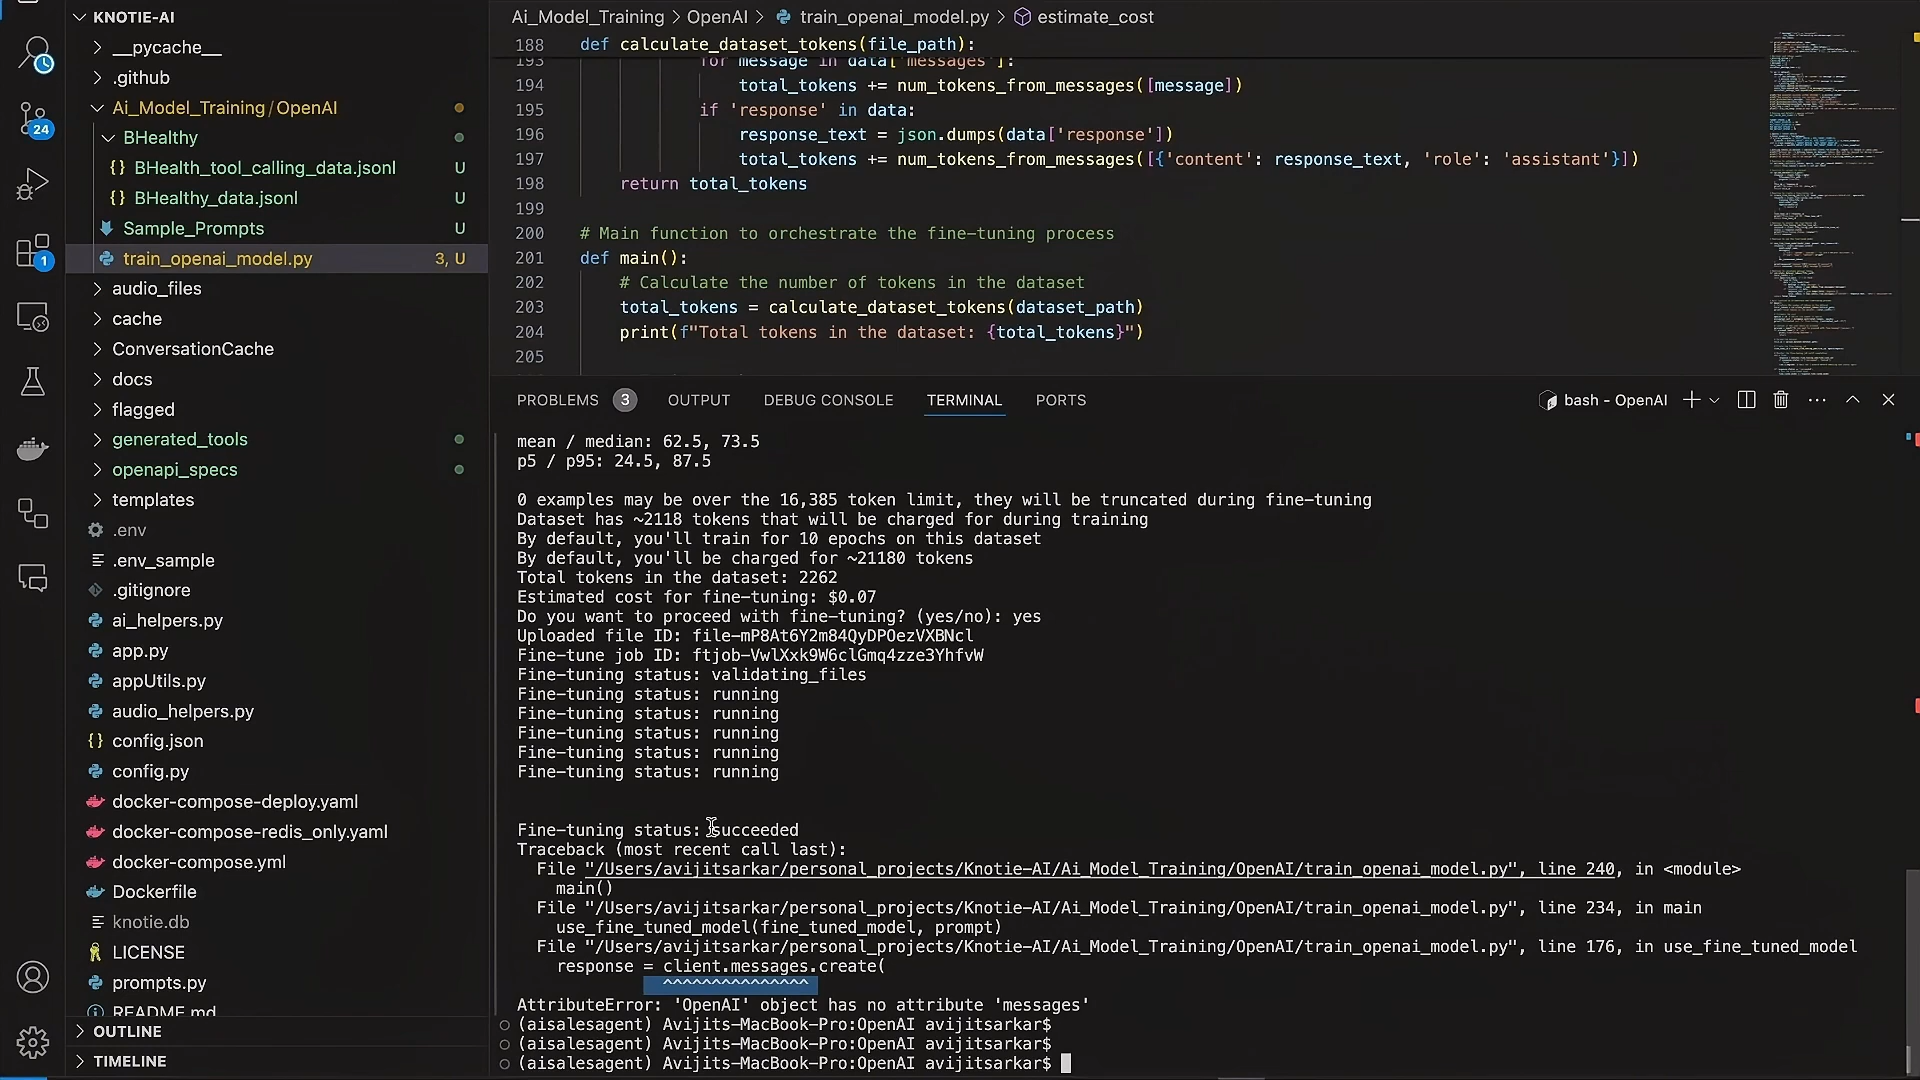 KNOTIE-AI
__pycache__
.github
Ai_Model_Training/OpenAI
BHealthy
BHealth_tool_calling_data.jsonl U
BHealthy_data.jsonl U
Sample_Prompts U
train_openai_model.py 3, U
audio_files
cache
ConversationCache
docs
flagged
generated_tools
openapi_specs
templates
.env
.env_sample
.gitignore
ai_helpers.py
app.py
appUtils.py
audio_helpers.py
config.json
config.py
docker-compose-deploy.yaml
docker-compose-redis_only.yaml
docker-compose.yml
Dockerfile
knotie.db
LICENSE
prompts.py
README.md
OUTLINE
TIMELINE
24
1
Ai_Model_Training > OpenAI > train_openai_model.py > estimate_cost
188 def calculate_dataset_tokens(file_path):
193 for message in data['messages']:
194 total_tokens += num_tokens_from_messages([message])
195 if 'response' in data:
196 response_text = json.dumps(data['response'])
197 total_tokens += num_tokens_from_messages([{'content': response_text, 'role': 'assistant'}])
198 return total_tokens
199
200 # Main function to orchestrate the fine-tuning process
201 def main():
202 # Calculate the number of tokens in the dataset
203 total_tokens = calculate_dataset_tokens(dataset_path)
204 print(f"Total tokens in the dataset: {total_tokens}")
205
PROBLEMS 3 OUTPUT DEBUG CONSOLE TERMINAL PORTS bash - OpenAI
mean / median: 62.5, 73.5
p5 / p95: 24.5, 87.5
0 examples may be over the 16,385 token limit, they will be truncated during fine-tuning
Dataset has ~2118 tokens that will be charged for during training
By default, you'll train for 10 epochs on this dataset
By default, you'll be charged for ~21180 tokens
Total tokens in the dataset: 2262
Estimated cost for fine-tuning: $0.07
Do you want to proceed with fine-tuning? (yes/no): yes
Uploaded file ID: file-mP8At6Y2m84QyDPOezVXBNcl
Fine-tune job ID: ftjob-VwlXxk9W6clGmq4zze3YhfvW
Fine-tuning status: validating_files
Fine-tuning status: running
Fine-tuning status: running
Fine-tuning status: running
Fine-tuning status: running
Fine-tuning status: running
Fine-tuning status: succeeded
Traceback (most recent call last):
File "/Users/avijitsarkar/personal_projects/Knotie-AI/Ai_Model_Training/OpenAI/train_openai_model.py", line 240, in <module>
main()
File "/Users/avijitsarkar/personal_projects/Knotie-AI/Ai_Model_Training/OpenAI/train_openai_model.py", line 234, in main
use_fine_tuned_model(fine_tuned_model, prompt)
File "/Users/avijitsarkar/personal_projects/Knotie-AI/Ai_Model_Training/OpenAI/train_openai_model.py", line 176, in use_fine_tuned_model
response = client.messages.create(
^^^^^^^^^^^^^^^
AttributeError: 'OpenAI' object has no attribute 'messages'
(aisalesagent) Avijits-MacBook-Pro:OpenAI avijitsarkar$
(aisalesagent) Avijits-MacBook-Pro:OpenAI avijitsarkar$
(aisalesagent) Avijits-MacBook-Pro:OpenAI avijitsarkar$